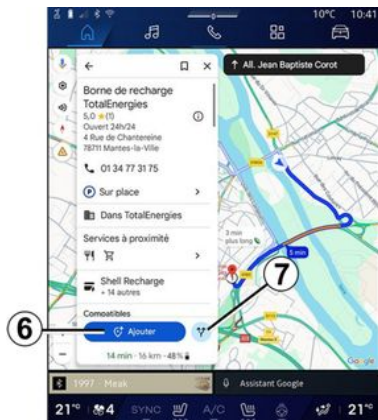 10°C 10:41
↑ All. Jean Baptiste Corot
Borne de recharge
TotalEnergies
5,0 ★(1)
Ouvert 24h/24
4 Rue de Chantereine
78711 Mantes-la-Ville
01 34 77 31 75
P Sur place
Dans TotalEnergies
Services à proximité
Shell Recharge
+ 14 autres
Compatibles
Ajouter
14 min · 16 km · 48%
3 min
plus long
5 min
Google
6
7
1997 Meak
Assistant Google
21°C 4 SYNC A/C 21°C